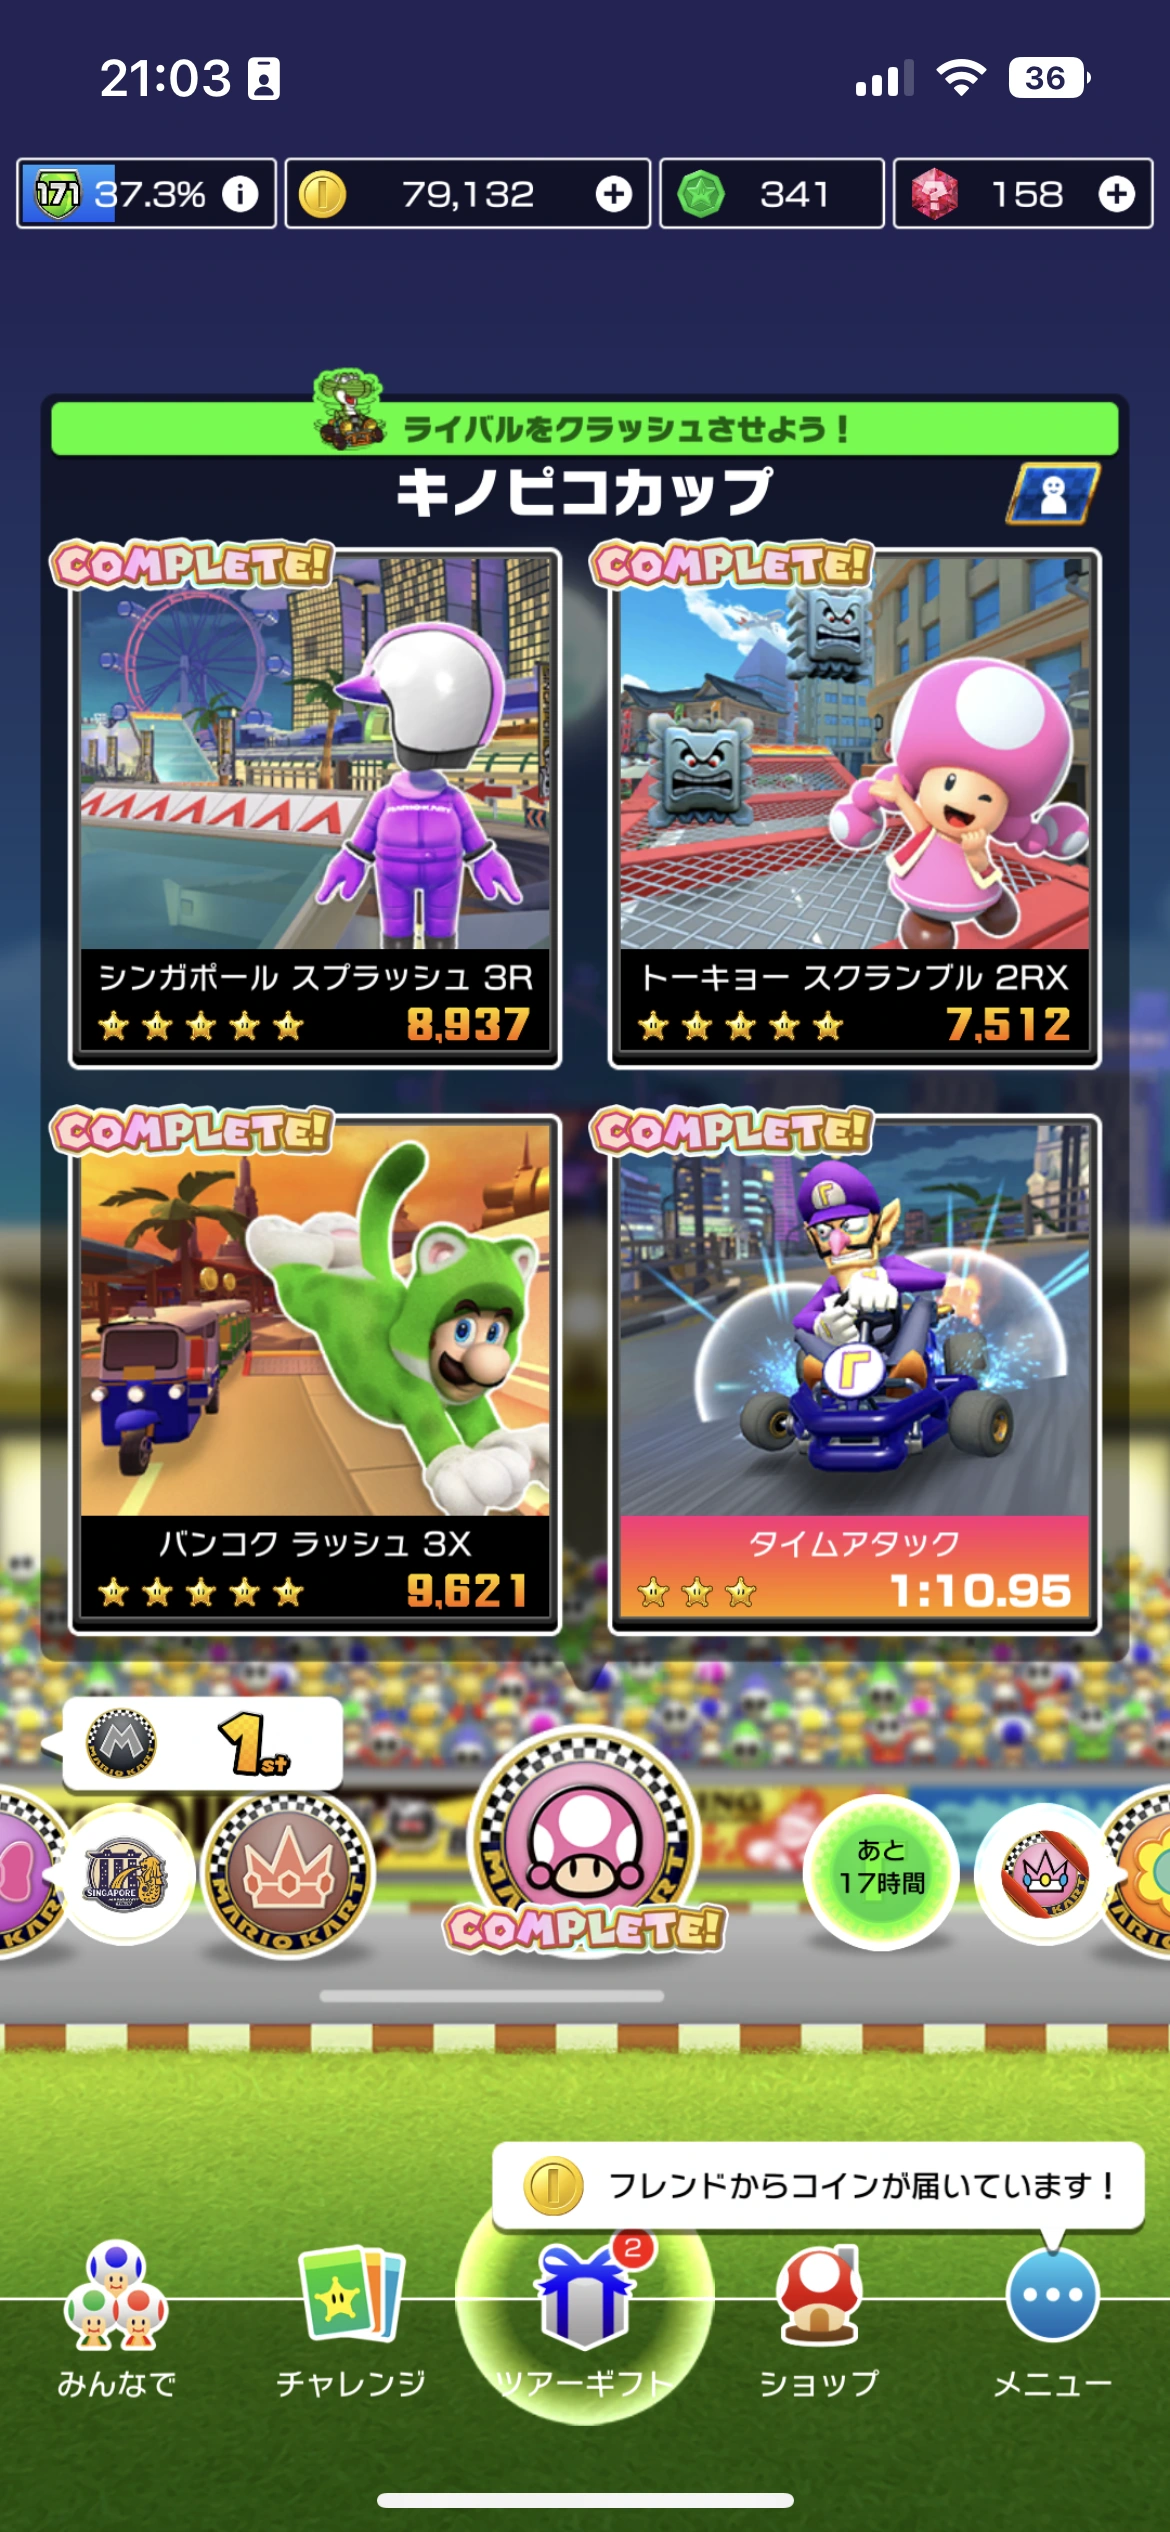 21:03
36
171 37.3%
79,132
341
158
ライバルをクラッシュさせよう！
キノピコカップ
COMPLETE!
COMPLETE!
シンガポール スプラッシュ 3R
8,937
トーキョー スクランブル 2RX
7,512
COMPLETE!
COMPLETE!
バンコク ラッシュ 3X
9,621
タイムアタック
1:10.95
MARIO KART
1st
SINGAPORE
MARIO KART
COMPLETE!
あと
17時間
KART
フレンドからコインが届いています！
2
みんなで
チャレンジ
ツアーギフト
ショップ
メニュー